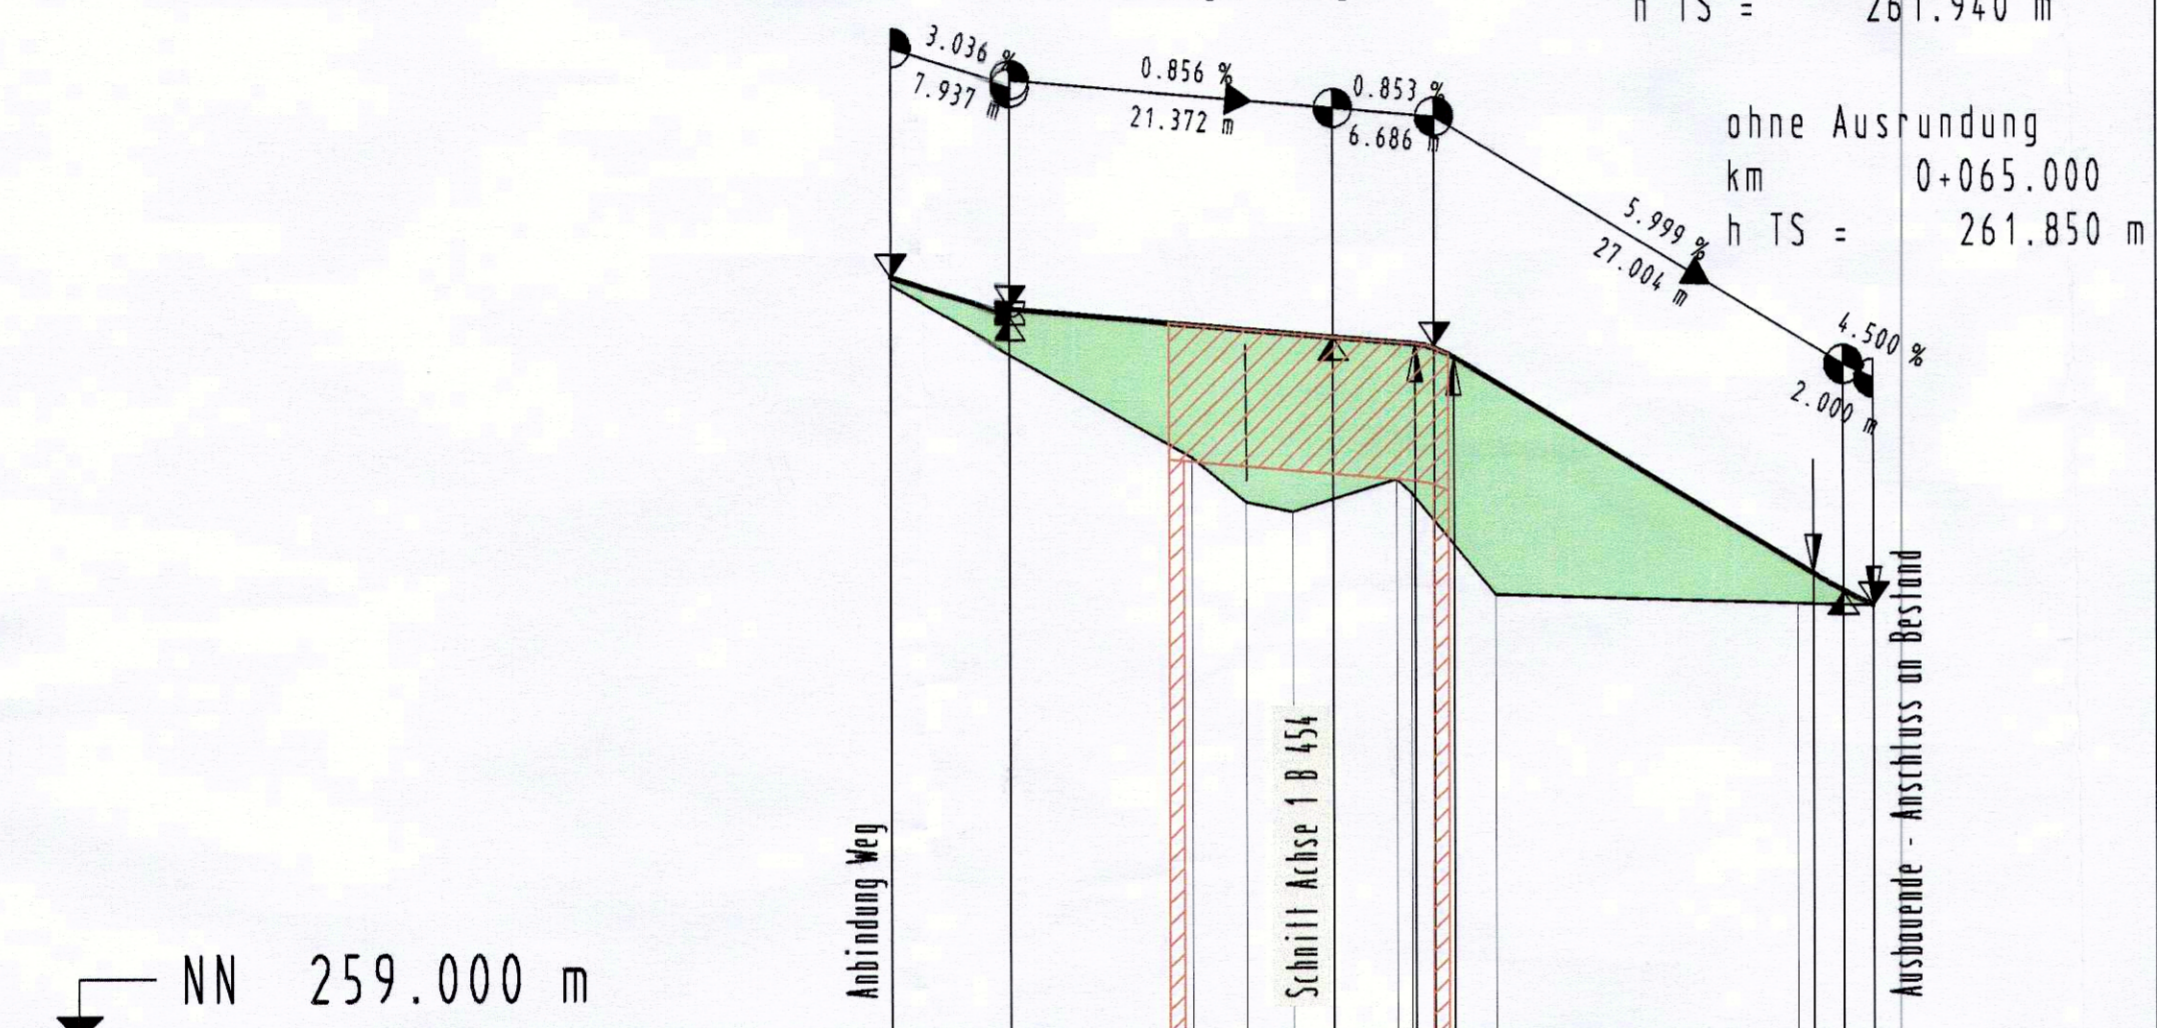 h TS = 261.940 m
3.036 %
7.937 m
0.856 %
21.372 m
0.853 %
6.686 m
ohne Ausrundung
km 0+065.000
h TS = 261.850 m
5.999 %
27.004 m
4.500 %
2.000 m
Anbindung Weg
Schnitt Achse 1 B 454
Ausbauende - Anschluss an Bestand
NN 259.000 m